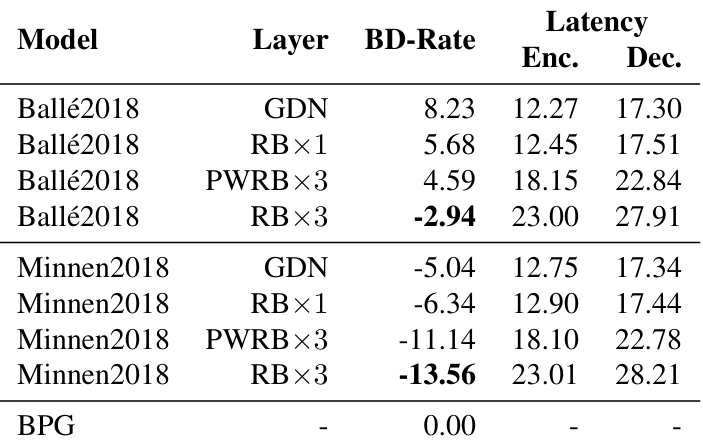 Model Layer BD-Rate Latency
Enc. Dec.
Ballé2018 GDN 8.23 12.27 17.30
Ballé2018 RB×1 5.68 12.45 17.51
Ballé2018 PWRB×3 4.59 18.15 22.84
Ballé2018 RB×3 -2.94 23.00 27.91
Minnen2018 GDN -5.04 12.75 17.34
Minnen2018 RB×1 -6.34 12.90 17.44
Minnen2018 PWRB×3 -11.14 18.10 22.78
Minnen2018 RB×3 -13.56 23.01 28.21
BPG - 0.00 - -